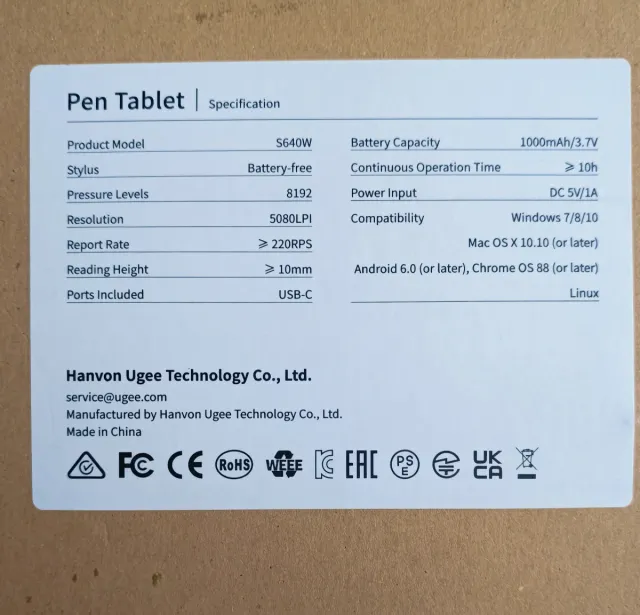 Pen Tablet | Specification
Product Model S640W
Stylus Battery-free
Pressure Levels 8192
Resolution 5080LPI
Report Rate ⩾ 220RPS
Reading Height ⩾ 10mm
Ports Included USB-C
Battery Capacity 1000mAh/3.7V
Continuous Operation Time ⩾ 10h
Power Input DC 5V/1A
Compatibility Windows 7/8/10
Mac OS X 10.10 (or later)
Android 6.0 (or later), Chrome OS 88 (or later)
Linux
Hanvon Ugee Technology Co., Ltd.
service@ugee.com
Manufactured by Hanvon Ugee Technology Co., Ltd.
Made in China
FC CE RoHS WEEE EAC PSE UKCA